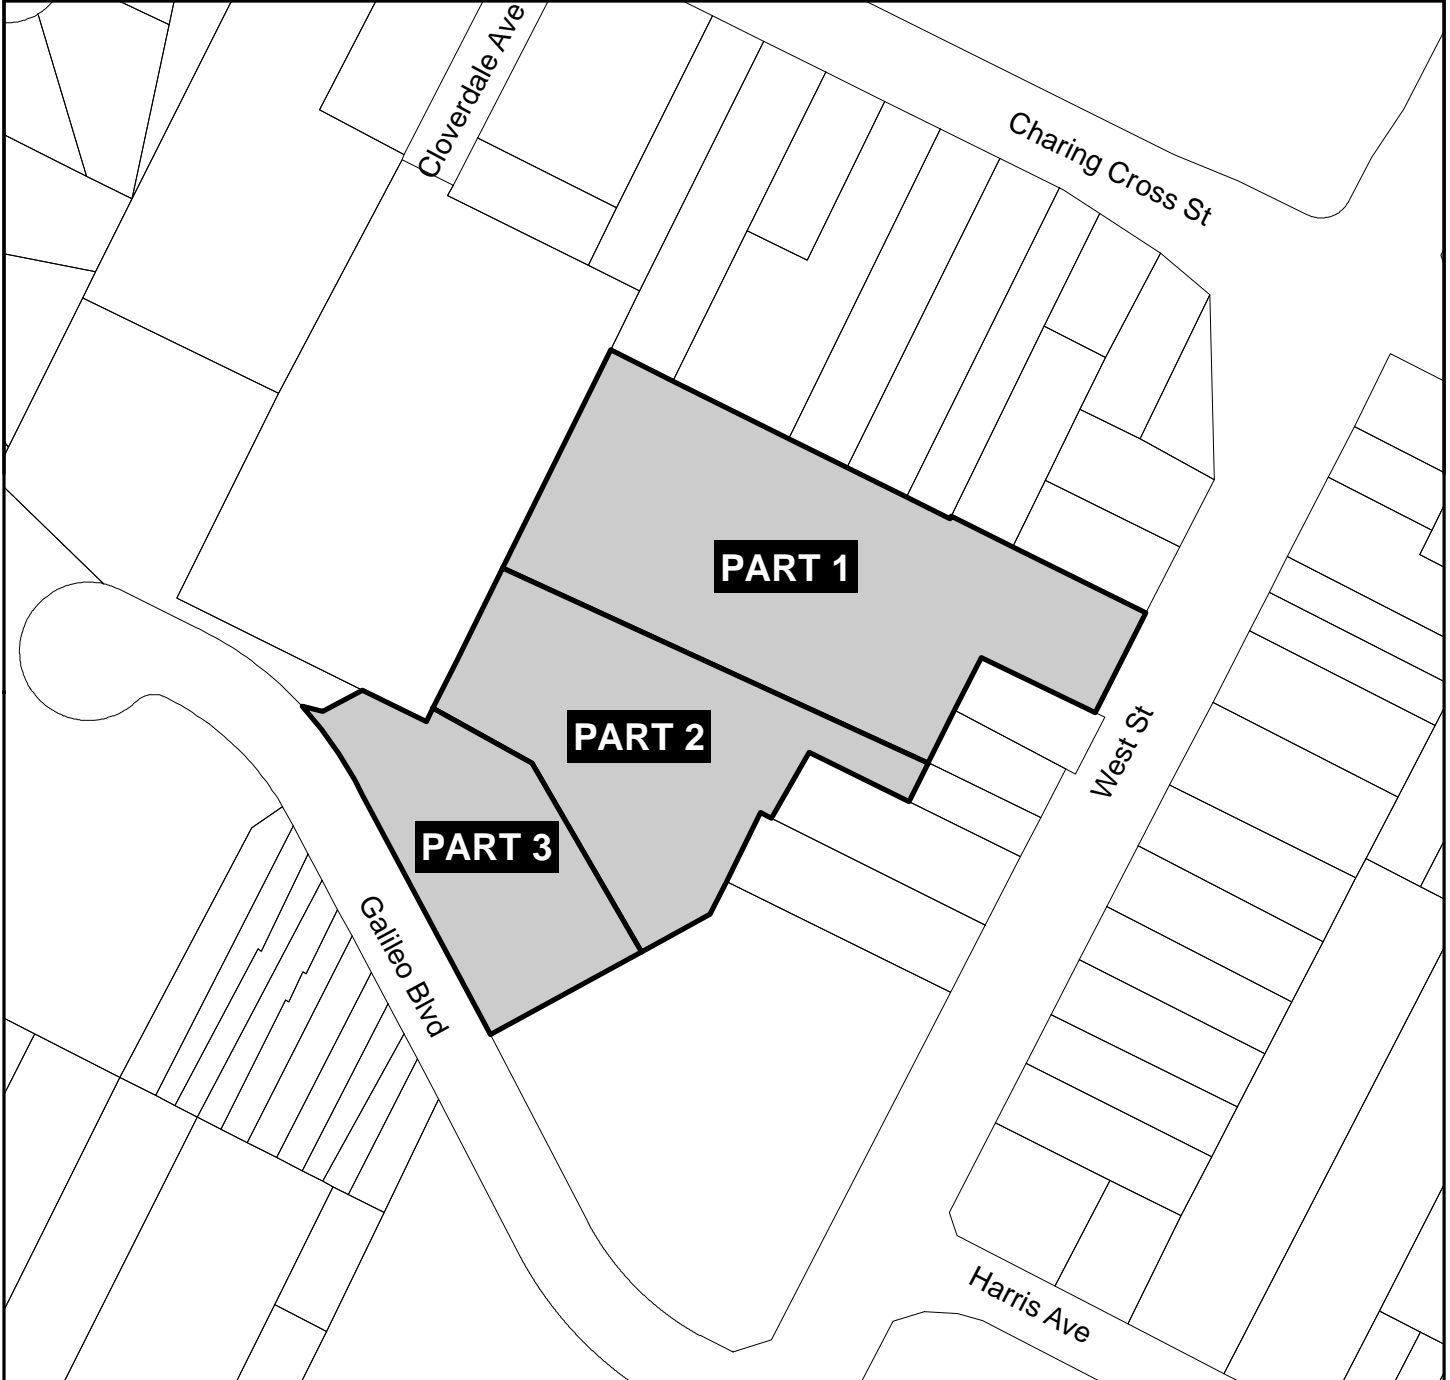 Cloverdale Ave
Charing Cross St
PART 1
PART 2
West St
PART 3
Galileo Blvd
Harris Ave